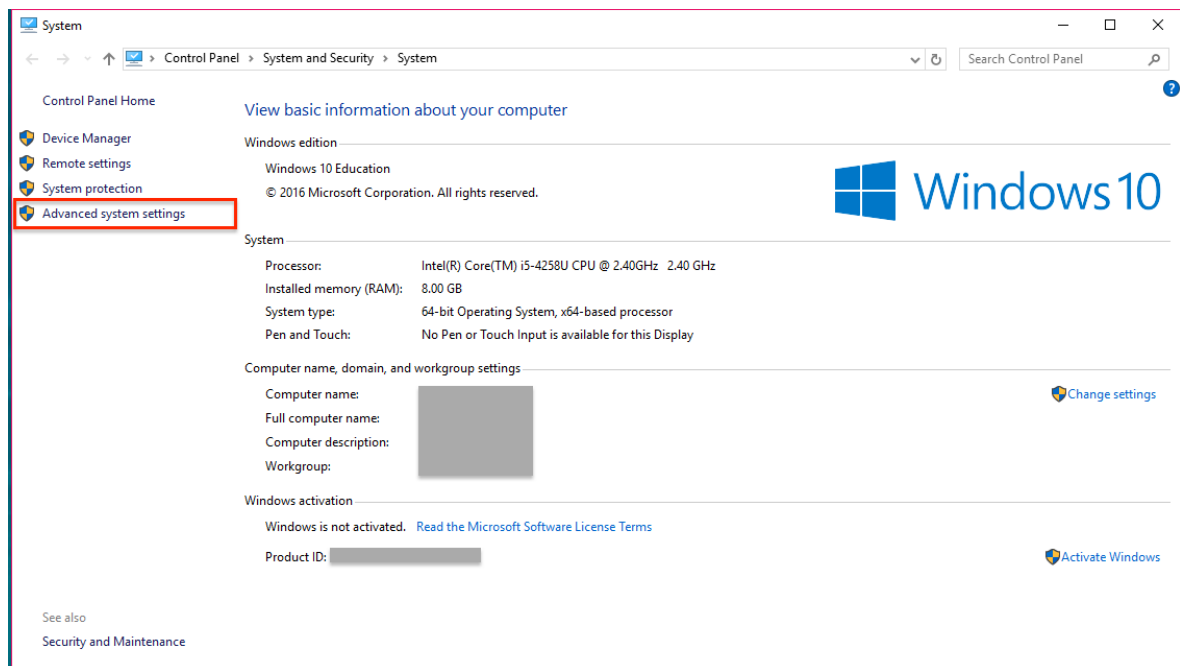 System
Control Panel > System and Security > System
Search Control Panel
?
Control Panel Home
Device Manager
Remote settings
System protection
Advanced system settings
View basic information about your computer
Windows edition
Windows 10 Education
© 2016 Microsoft Corporation. All rights reserved.
Windows 10
System
Processor: Intel(R) Core(TM) i5-4258U CPU @ 2.40GHz 2.40 GHz
Installed memory (RAM): 8.00 GB
System type: 64-bit Operating System, x64-based processor
Pen and Touch: No Pen or Touch Input is available for this Display
Computer name, domain, and workgroup settings
Computer name:
Change settings
Full computer name:
Computer description:
Workgroup:
Windows activation
Windows is not activated. Read the Microsoft Software License Terms
Product ID:
Activate Windows
See also
Security and Maintenance